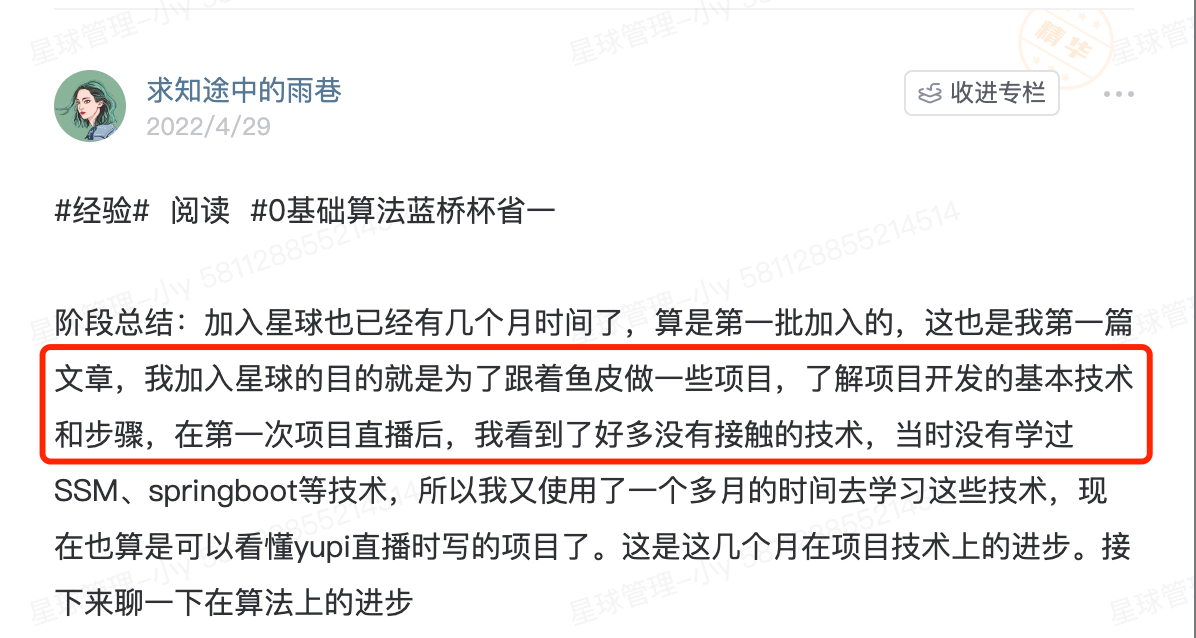 求知途中的雨巷
收进专栏
2022/4/29
精华
#经验# 阅读 #0基础算法蓝桥杯省一
阶段总结：加入星球也已经有几个月时间了，算是第一批加入的，这也是我第一篇
文章，我加入星球的目的就是为了跟着鱼皮做一些项目，了解项目开发的基本技术
和步骤，在第一次项目直播后，我看到了好多没有接触的技术，当时没有学过
SSM、springboot等技术，所以我又使用了一个多月的时间去学习这些技术，现
在也算是可以看懂yupi直播时写的项目了。这是这几个月在项目技术上的进步。接
下来聊一下在算法上的进步
星球管理-小y 581128855214514